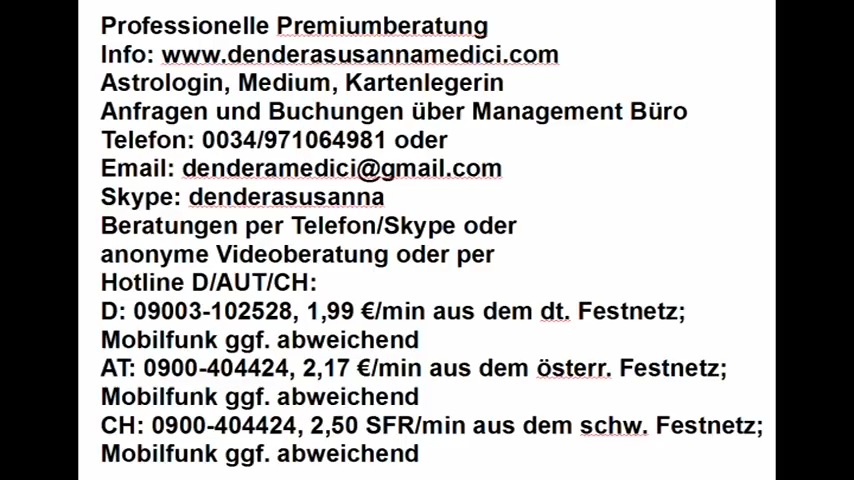 Professionelle Premiumberatung
Info: www.denderasusannamedici.com
Astrologin, Medium, Kartenlegerin
Anfragen und Buchungen über Management Büro
Telefon: 0034/971064981 oder
Email: denderamedici@gmail.com
Skype: denderasusanna
Beratungen per Telefon/Skype oder
anonyme Videoberatung oder per
Hotline D/AUT/CH:
D: 09003-102528, 1,99 €/min aus dem dt. Festnetz;
Mobilfunk ggf. abweichend
AT: 0900-404424, 2,17 €/min aus dem österr. Festnetz;
Mobilfunk ggf. abweichend
CH: 0900-404424, 2,50 SFR/min aus dem schw. Festnetz;
Mobilfunk ggf. abweichend